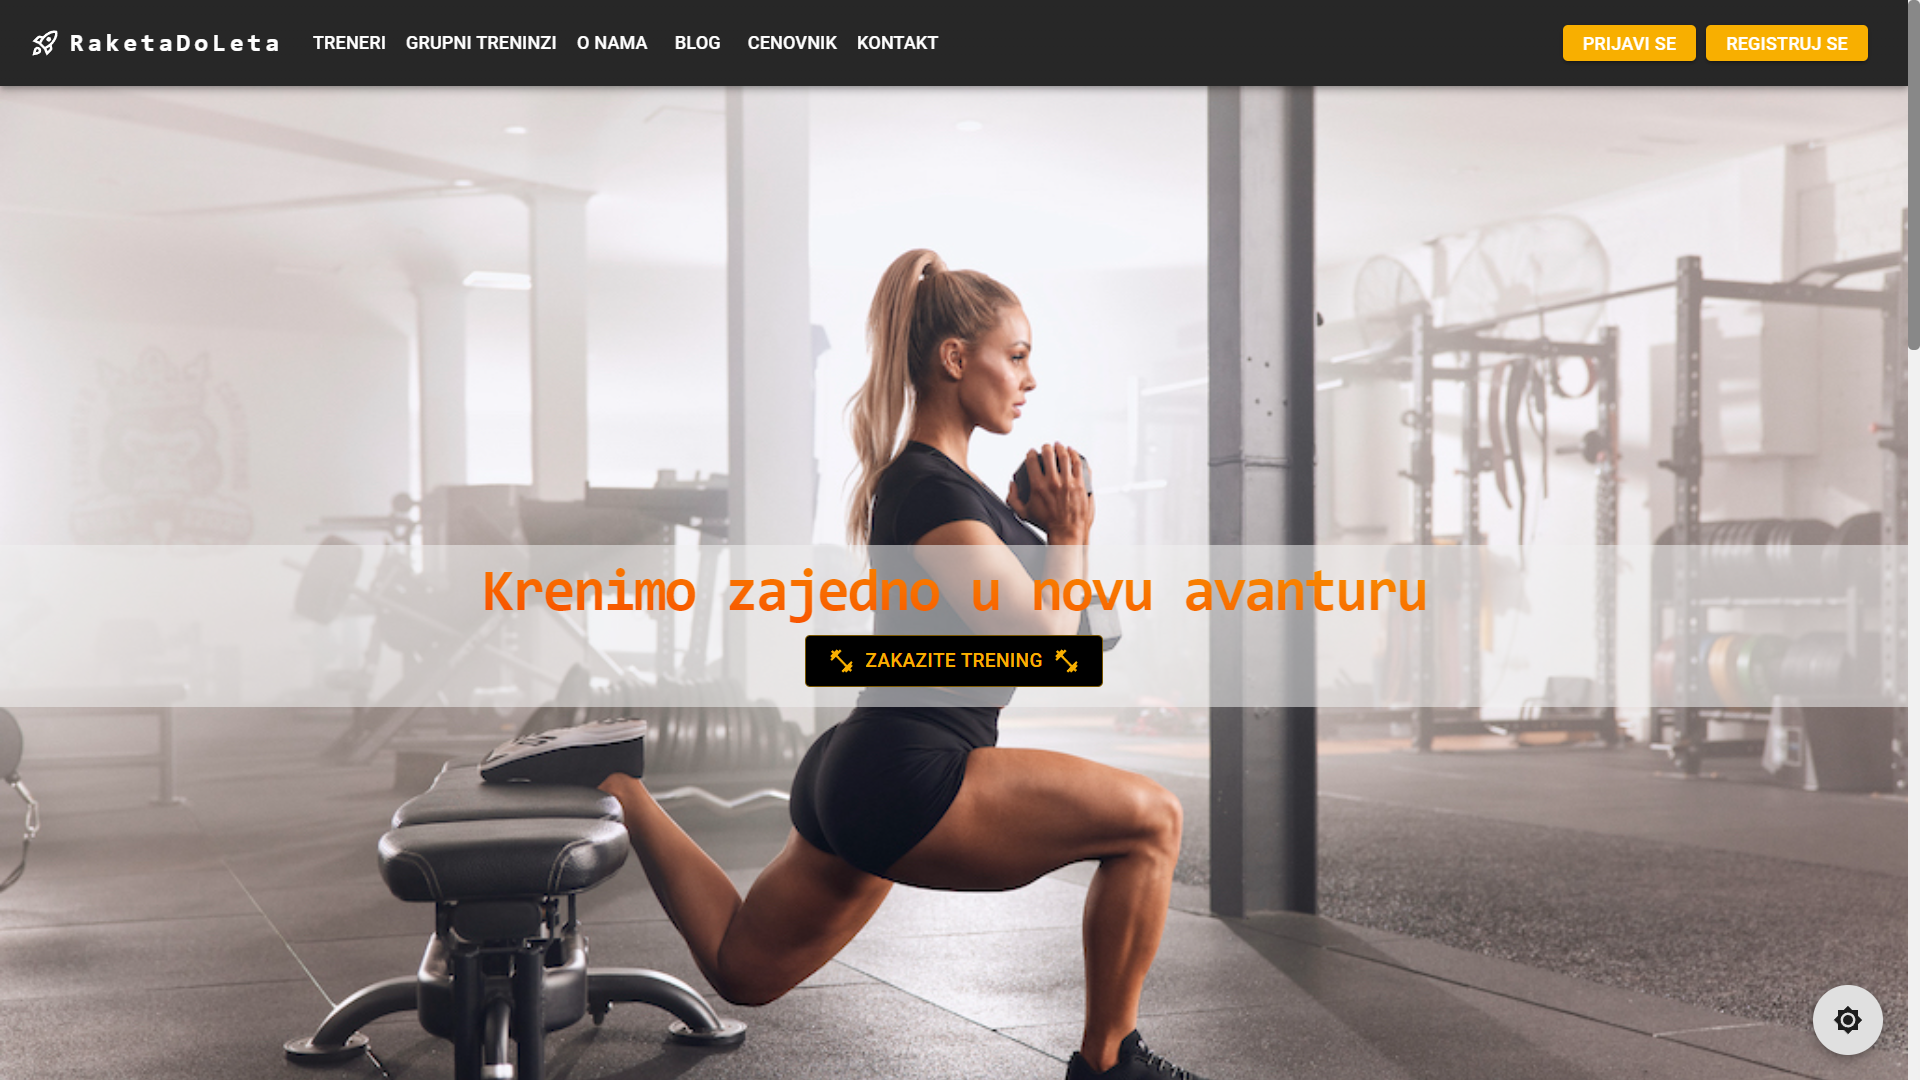 RaketaDoLeta
TRENERI GRUPNI TRENINZI O NAMA BLOG CENOVNIK KONTAKT
PRIJAVI SE REGISTRUJ SE
Krenimo zajedno u novu avanturu
ZAKAZITE TRENING